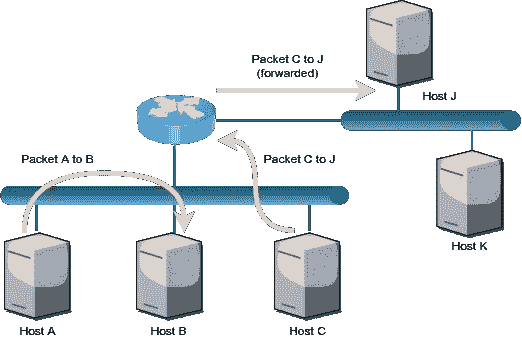 Packet C to J
(forwarded)
Host J
Packet A to B
Packet C to J
Host K
Host A
Host B
Host C